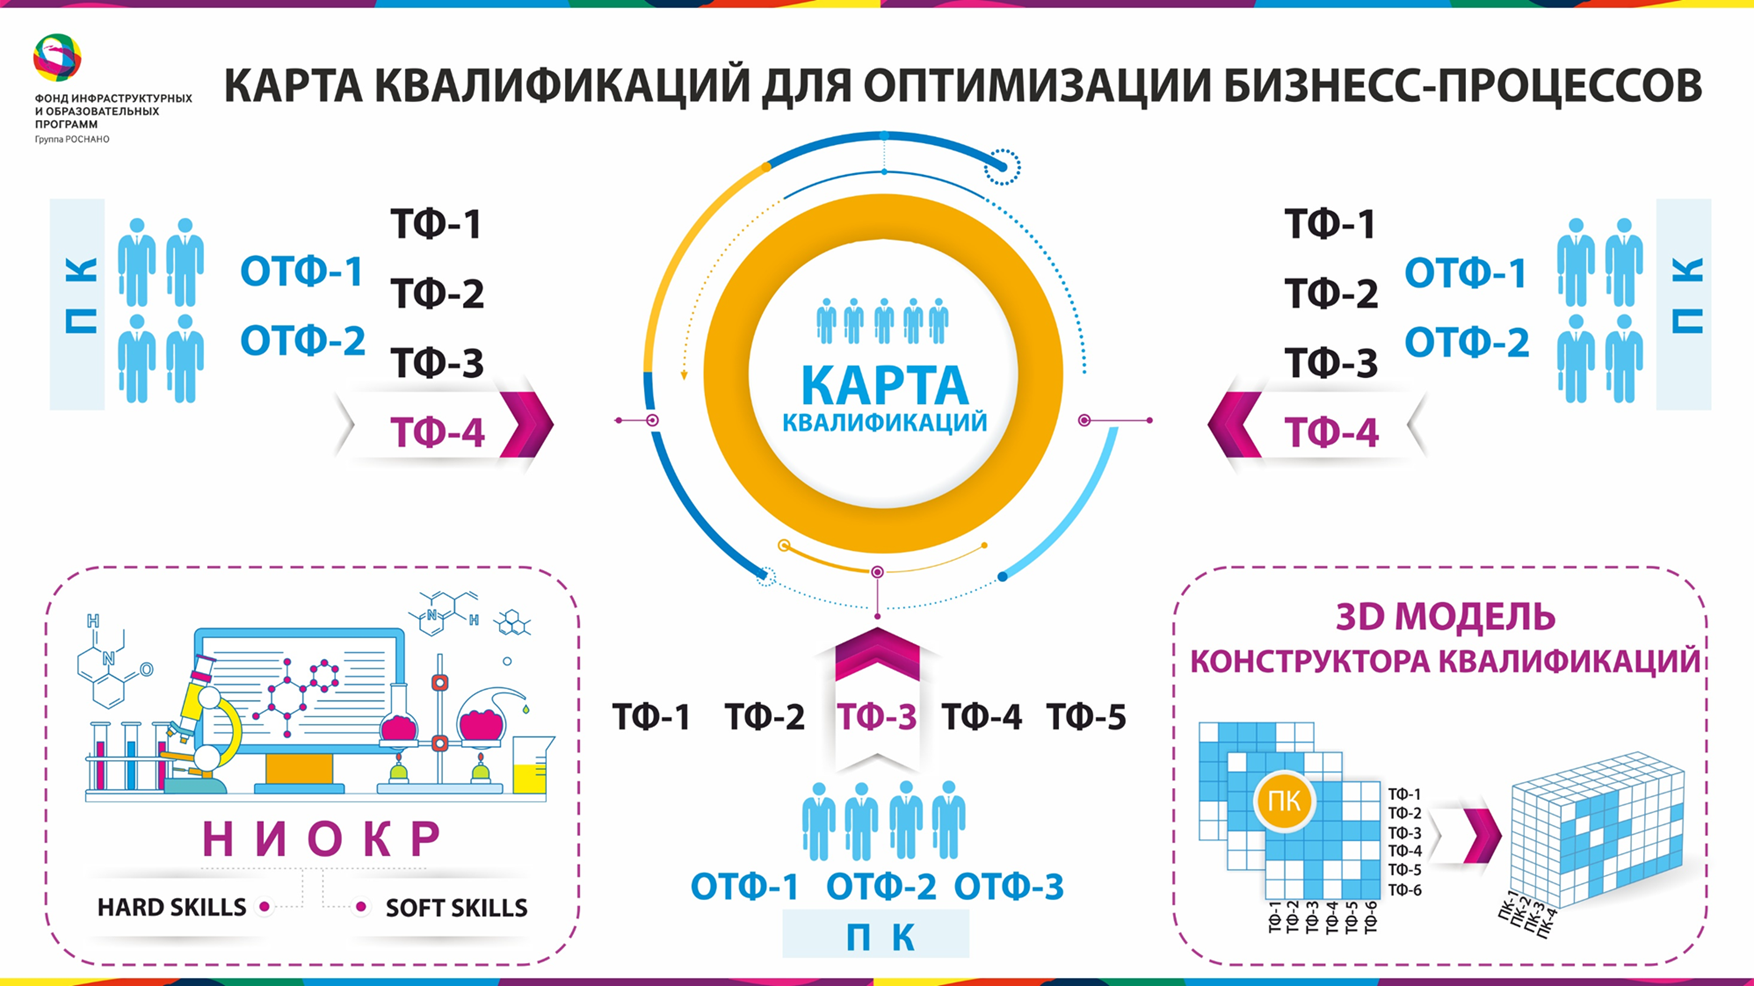 ФОНД ИНФРАСТРУКТУРНЫХ
И ОБРАЗОВАТЕЛЬНЫХ
ПРОГРАММ
Группа РОСНАНО
КАРТА КВАЛИФИКАЦИЙ ДЛЯ ОПТИМИЗАЦИИ БИЗНЕСС-ПРОЦЕССОВ
П К
ОТФ-1
ОТФ-2
ТФ-1
ТФ-2
ТФ-3
ТФ-4
КАРТА
КВАЛИФИКАЦИЙ
ТФ-1
ТФ-2
ТФ-3
ТФ-4
ОТФ-1
ОТФ-2
П К
H
N
O
N
H
НИОКР
HARD SKILLS
SOFT SKILLS
ТФ-1 ТФ-2 ТФ-3 ТФ-4 ТФ-5
ОТФ-1 ОТФ-2 ОТФ-3
П К
3D МОДЕЛЬ
КОНСТРУКТОРА КВАЛИФИКАЦИЙ
ПК
ТФ-1
ТФ-2
ТФ-3
ТФ-4
ТФ-5
ТФ-6
ТФ-1
ТФ-2
ТФ-3
ТФ-4
ТФ-5
ТФ-6
ПК-1
ПК-2
ПК-3
ПК-4